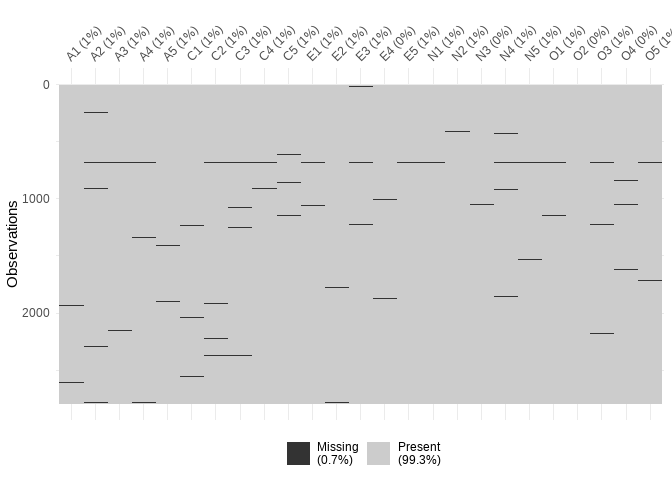 A1 (1%)
A2 (1%)
A3 (1%)
A4 (1%)
A5 (1%)
C1 (1%)
C2 (1%)
C3 (1%)
C4 (1%)
C5 (1%)
E1 (1%)
E2 (1%)
E3 (1%)
E4 (0%)
E5 (1%)
N1 (1%)
N2 (1%)
N3 (0%)
N4 (1%)
N5 (1%)
O1 (1%)
O2 (0%)
O3 (1%)
O4 (0%)
O5 (1%
0
1000
2000
Observations
Missing
(0.7%)
Present
(99.3%)